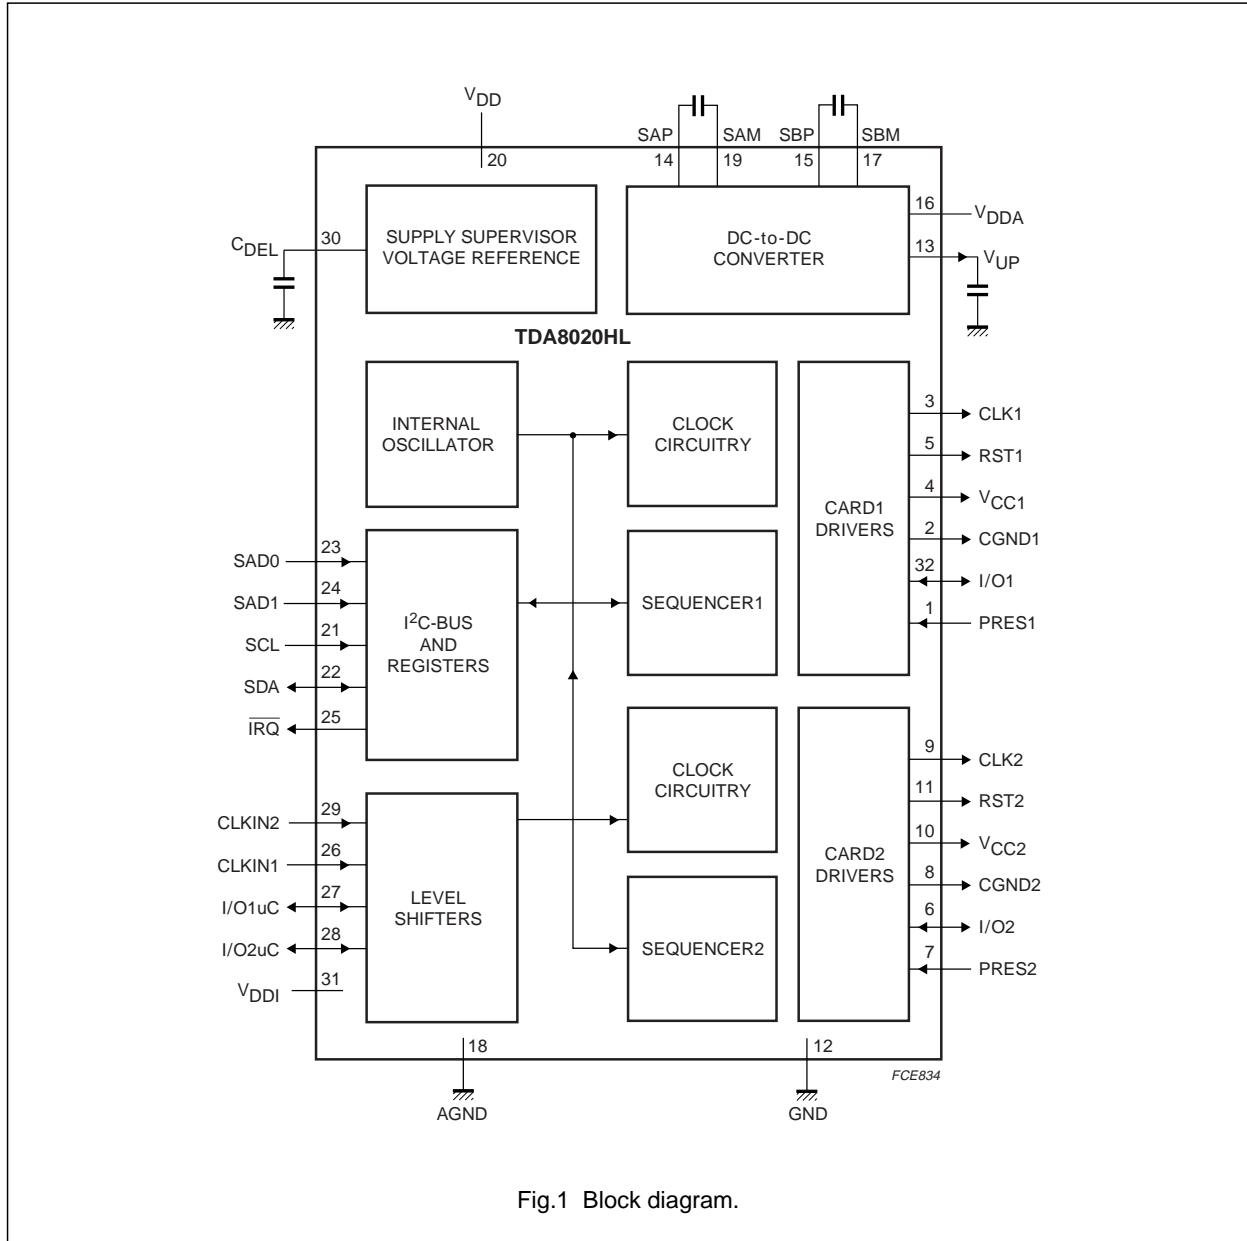 VDD
SAP SAM SBP SBM
20 14 19 15 17
16
VDDA
CDEL
30
SUPPLY SUPERVISOR
VOLTAGE REFERENCE
DC-to-DC
CONVERTER
13
VUP
TDA8020HL
INTERNAL
OSCILLATOR
CLOCK
CIRCUITRY
3
CLK1
5
RST1
4
VCC1
CARD1
DRIVERS
2
CGND1
32
I/O1
1
PRES1
23
SAD0
24
SAD1
21
SCL
22
SDA
25
IRQ
I2C-BUS
AND
REGISTERS
SEQUENCER1
CLOCK
CIRCUITRY
9
CLK2
11
RST2
10
VCC2
CARD2
DRIVERS
8
CGND2
6
I/O2
7
PRES2
29
CLKIN2
26
CLKIN1
27
I/O1uC
28
I/O2uC
31
VDDI
LEVEL
SHIFTERS
SEQUENCER2
18
12
FCE834
AGND
GND
Fig.1 Block diagram.